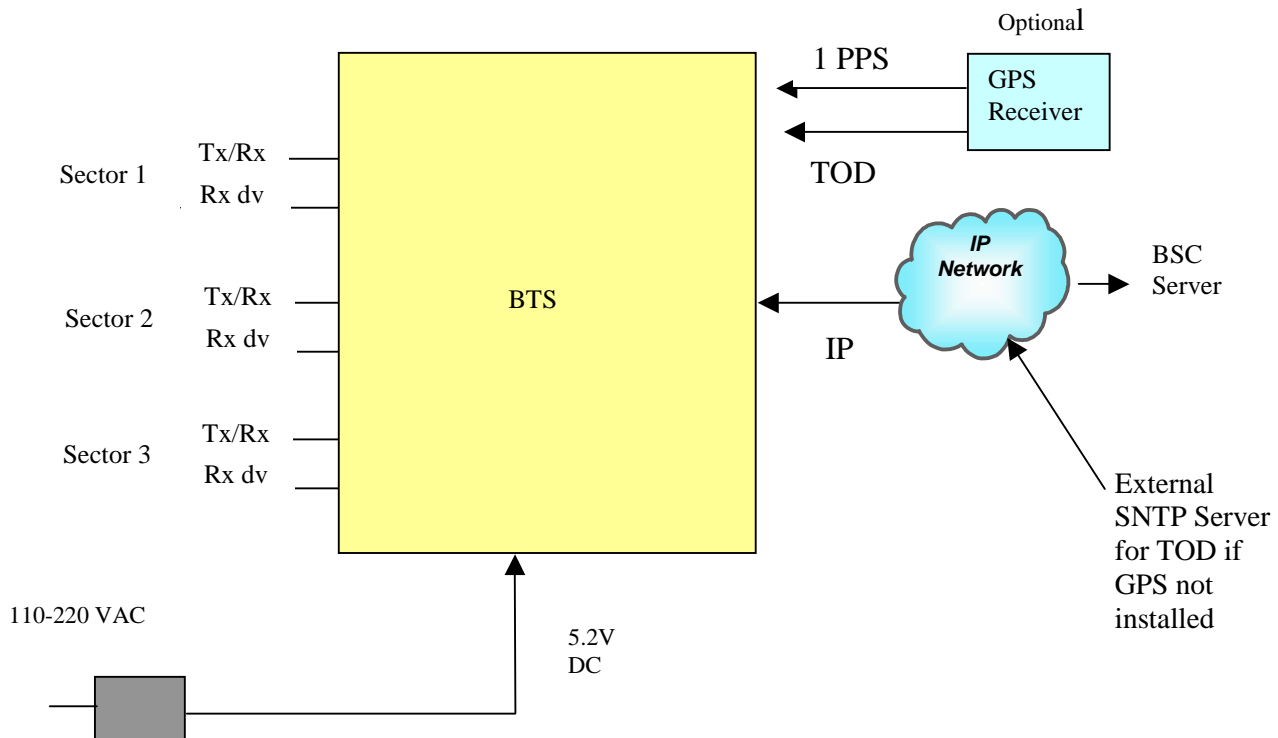 Optional
1 PPS
GPS
Receiver
TOD
Sector 1
Tx/Rx
Rx dv
IP
Network
BSC
Server
Sector 2
Tx/Rx
Rx dv
BTS
IP
Sector 3
Tx/Rx
Rx dv
External
SNTP Server
for TOD if
GPS not
installed
110-220 VAC
5.2V
DC